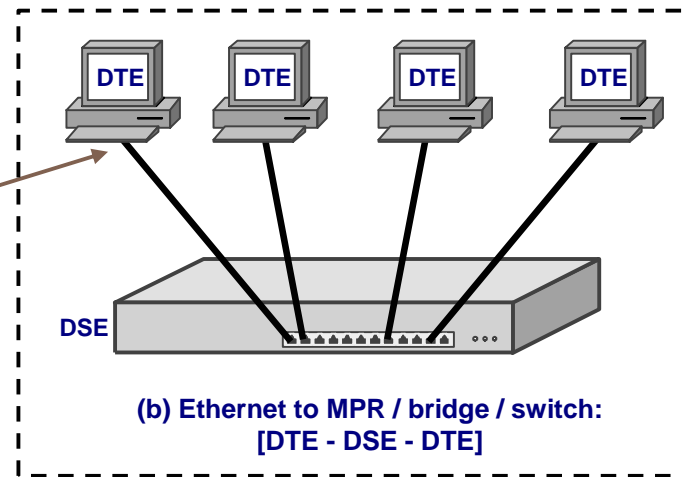 DTE DTE DTE DTE
DSE
(b) Ethernet to MPR / bridge / switch:
[DTE - DSE - DTE]